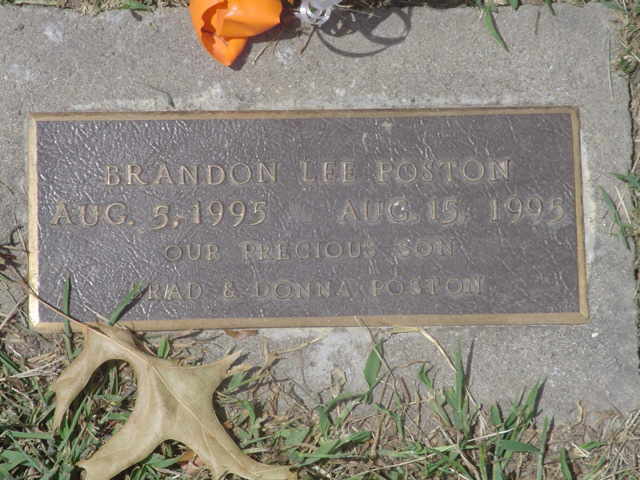 BRANDON LEE POSTON
AUG. 5, 1995 AUG. 15, 1995
OUR PRECIOUS SON
BRAD & DONNA POSTON